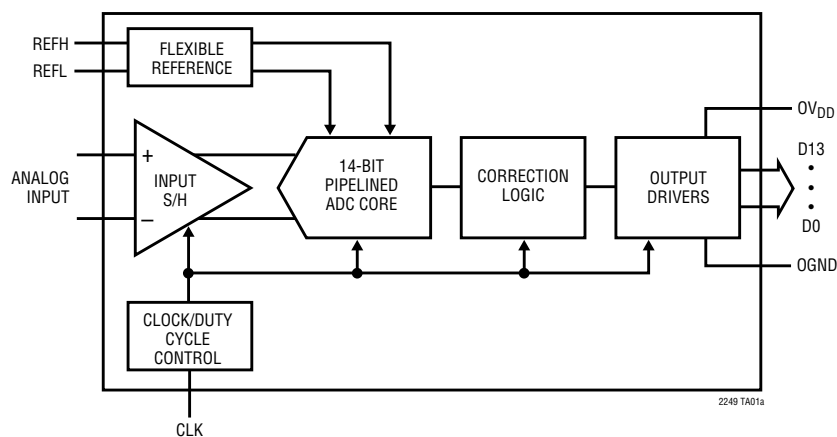 REFH
REFL
FLEXIBLE
REFERENCE
OVDD
D13
•
•
•
D0
OGND
ANALOG
INPUT
+
–
INPUT
S/H
14-BIT
PIPELINED
ADC CORE
CORRECTION
LOGIC
OUTPUT
DRIVERS
CLOCK/DUTY
CYCLE
CONTROL
CLK
2249 TA01a